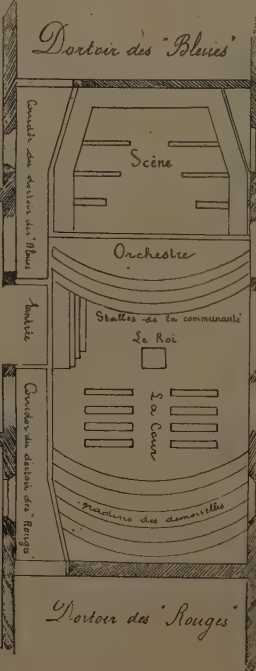 Dortoir des "Bleues"
Corridor du dortoir des "Bleues
Scène
Orchestre
Stalles de la communauté
Entrée
Le Roi
La Cour
Corridor du dortoir des "Rouges"
gradins des demoiselles
Dortoir des "Rouges"